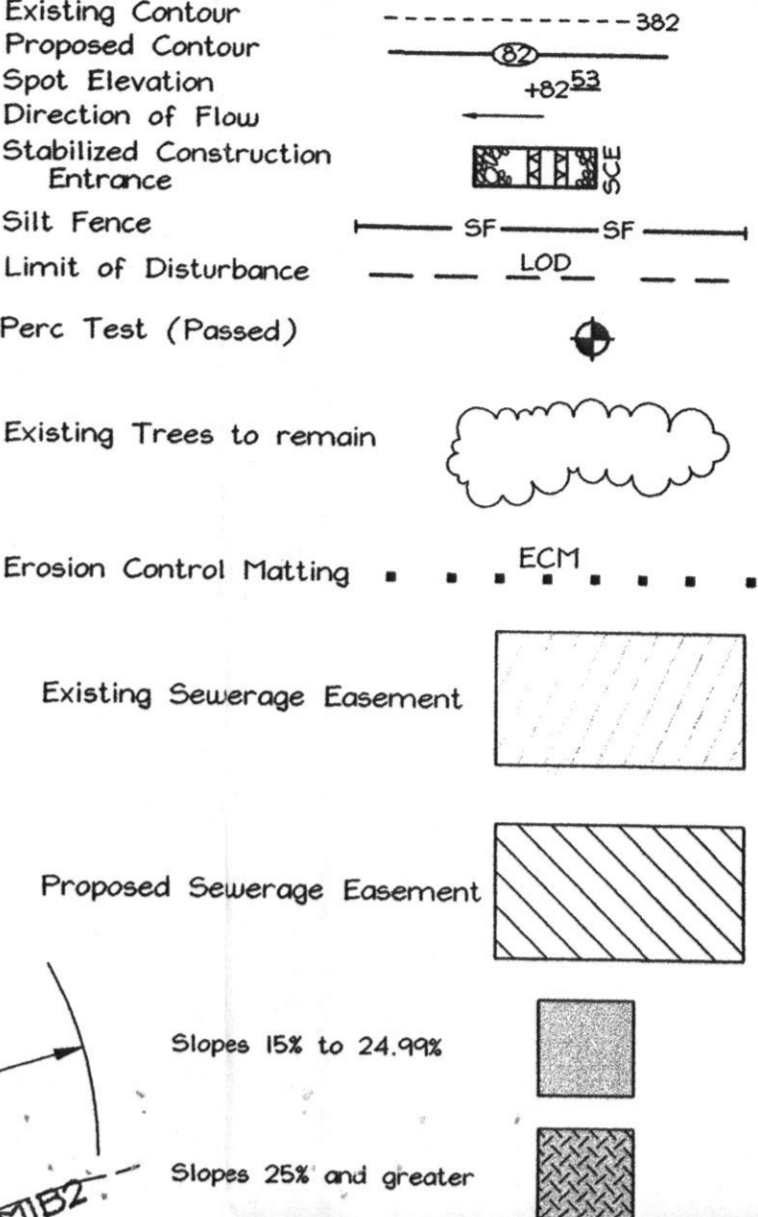 Existing Contour 382
Proposed Contour 82
Spot Elevation +82 53
Direction of Flow
Stabilized Construction
Entrance SCE
Silt Fence SF SF
Limit of Disturbance LOD
Perc Test (Passed)
Existing Trees to remain
Erosion Control Matting ECM
Existing Sewerage Easement
Proposed Sewerage Easement
Slopes 15% to 24.99%
Slopes 25% and greater